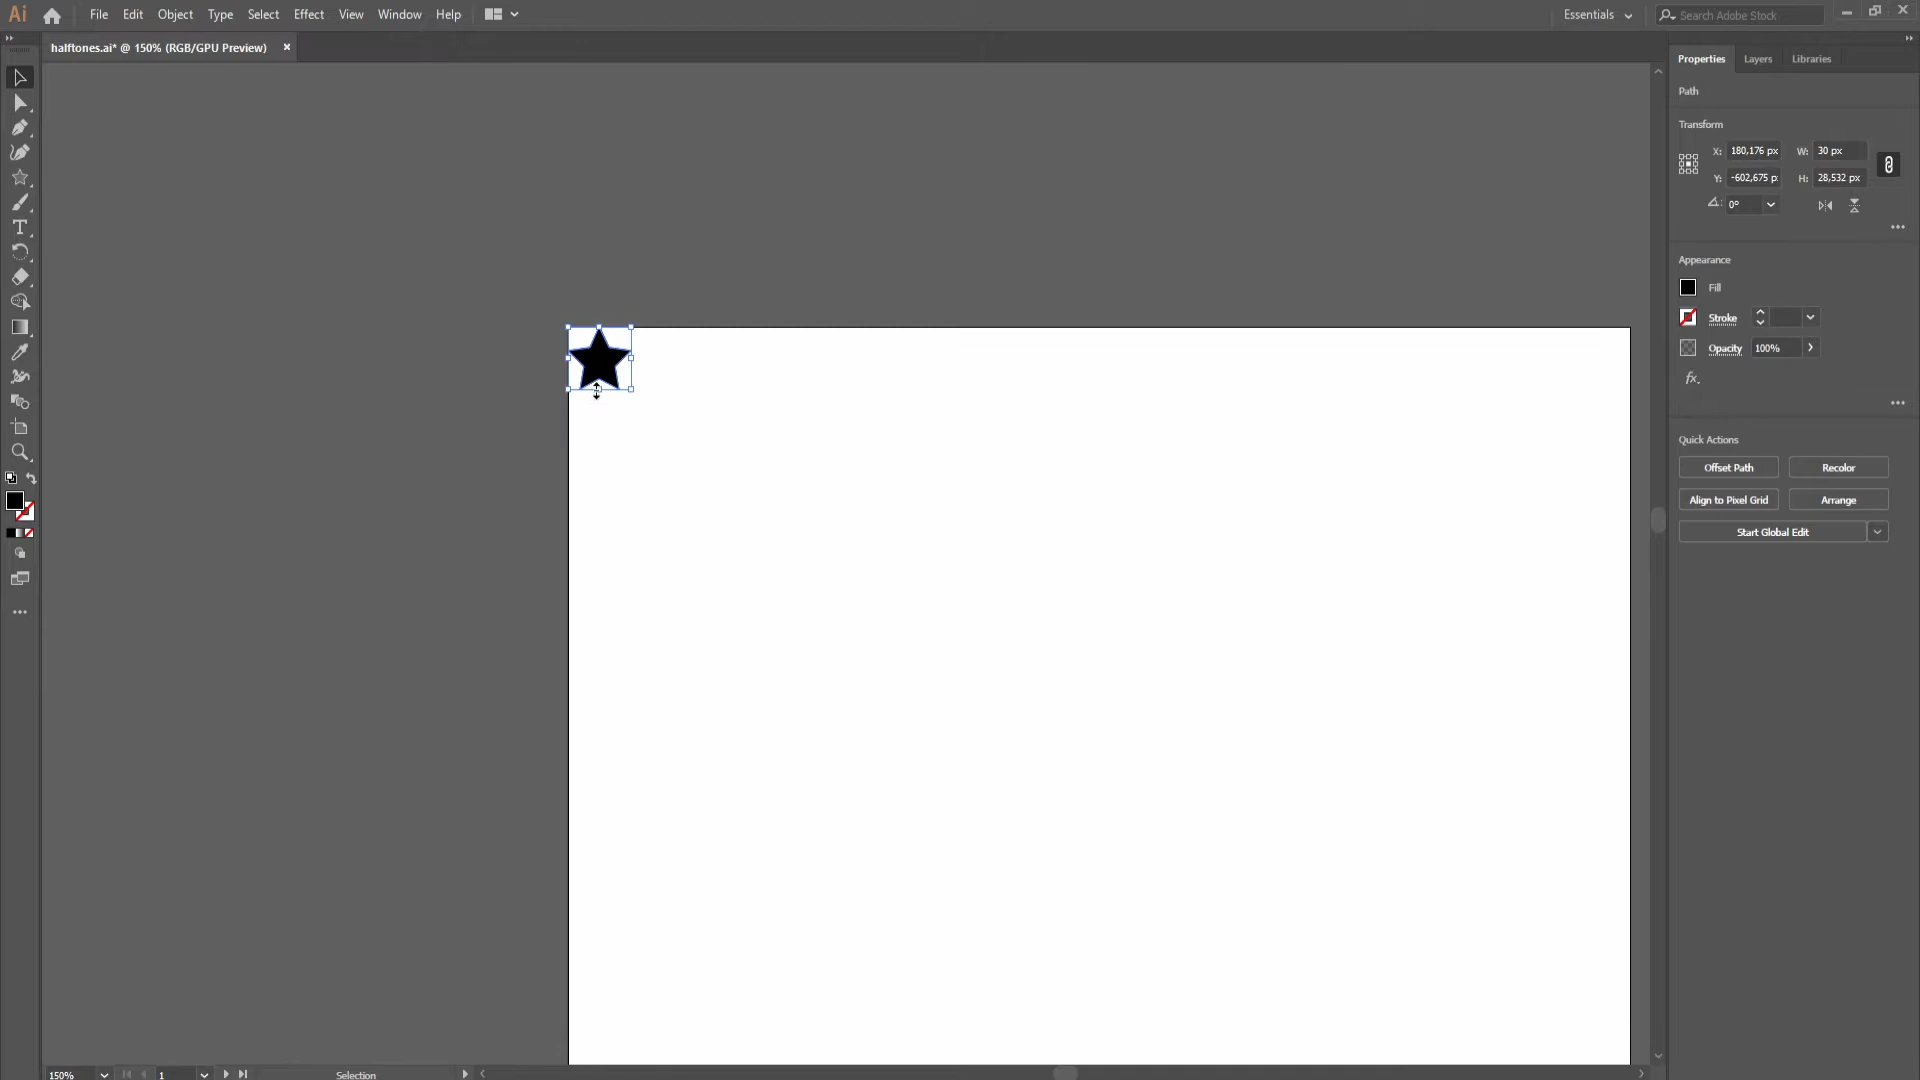 Ai File Edit Object Type Select Effect View Window Help Essentials Search Adobe Stock
halftones.ai* @ 150% (RGB/GPU Preview) × Properties Layers Libraries
Path
Transform
X: 180,176 px W: 30 px
Y: -602,675 p H: 28,532 px
0°
Appearance
Fill
Stroke
Opacity 100%
fx.
Quick Actions
Offset Path Recolor
Align to Pixel Grid Arrange
Start Global Edit
150% 1 Selection